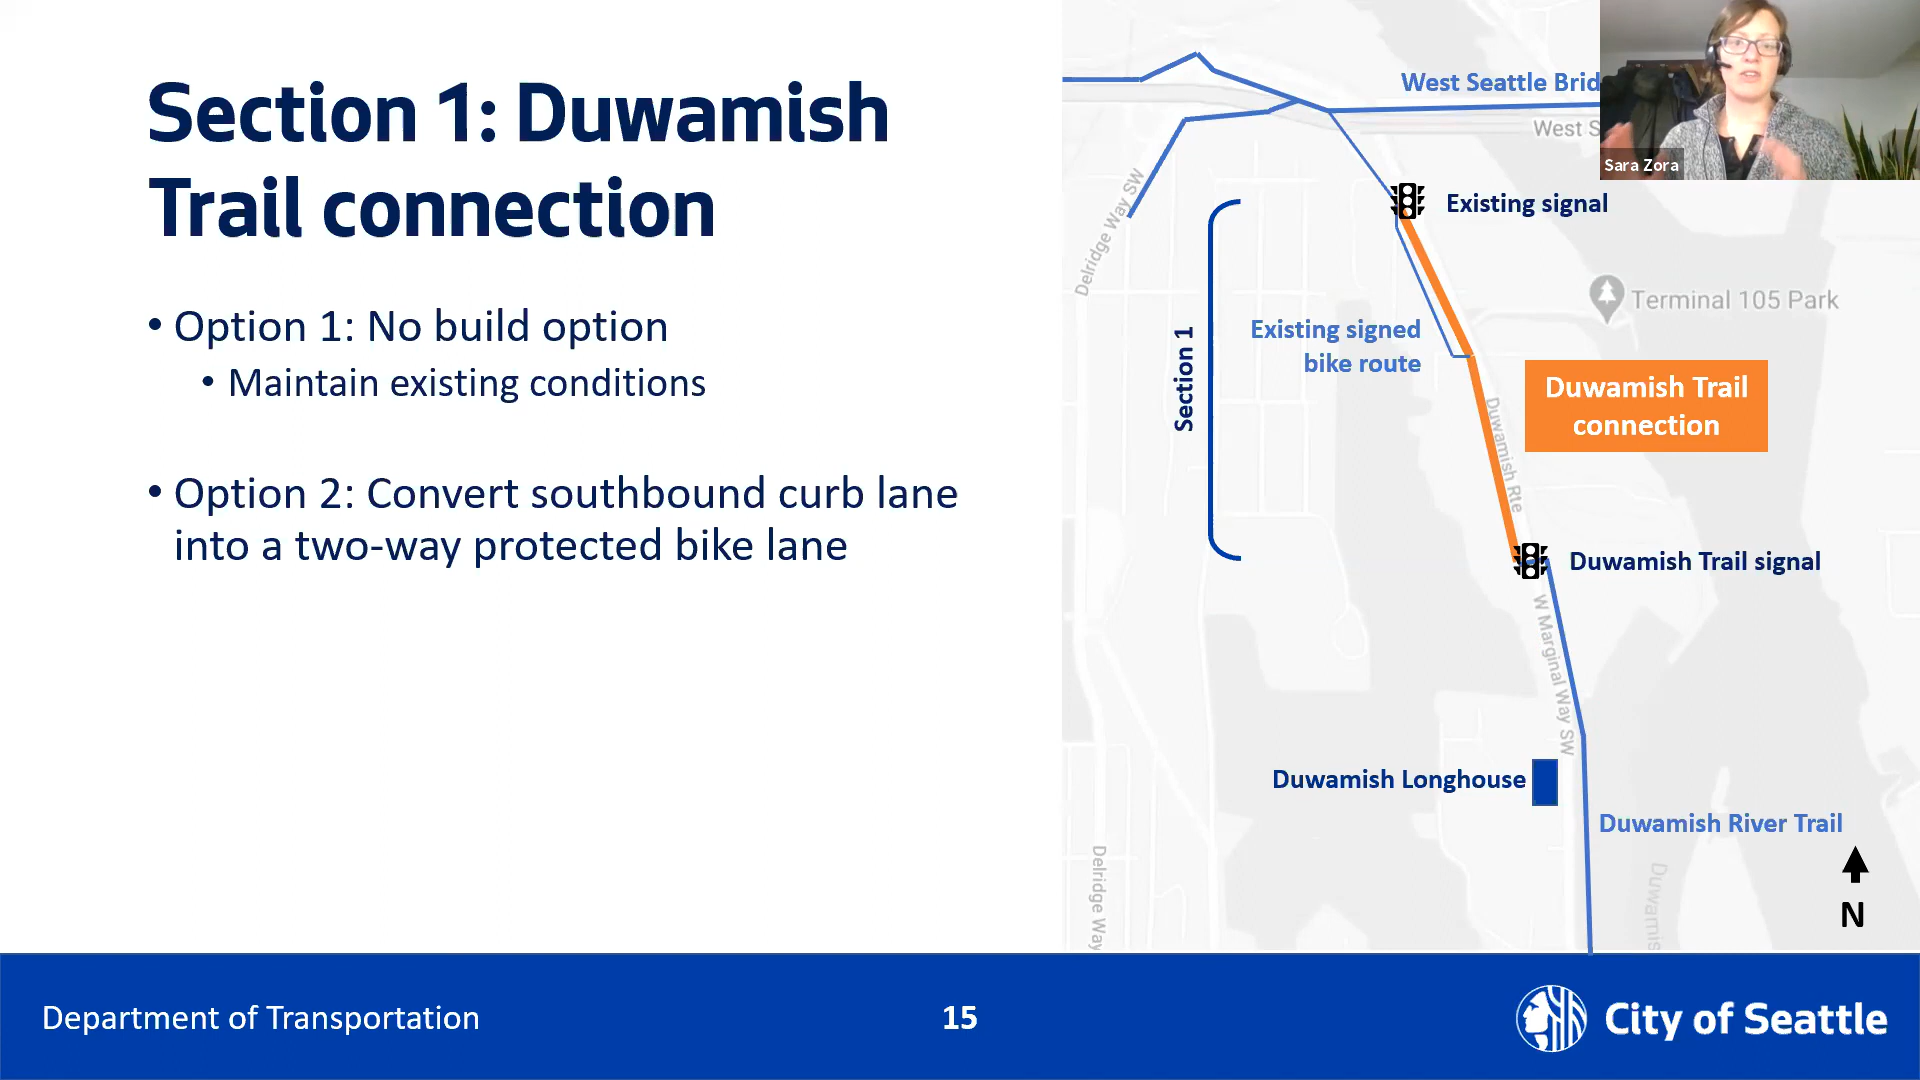 Section 1: Duwamish
Trail connection
• Option 1: No build option
• Maintain existing conditions
• Option 2: Convert southbound curb lane
into a two-way protected bike lane
West Seattle
West
Sara Zora
Delridge Way SW
Existing signal
Section 1
Existing signed
bike route
Terminal 105 Park
Duwamish Trail
connection
Duwamish Rte
Duwamish Trail signal
W Marginal Way SW
Duwamish Longhouse
Duwamish River Trail
Delridge Way
N
Department of Transportation
15
City of Seattle